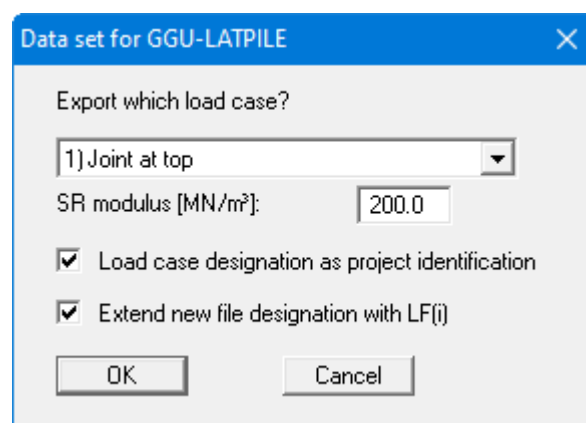 Data set for GGU-LATPILE
Export which load case?
1) Joint at top
SR modulus [MN/m³]: 200.0
Load case designation as project identification
Extend new file designation with LF(i)
OK Cancel